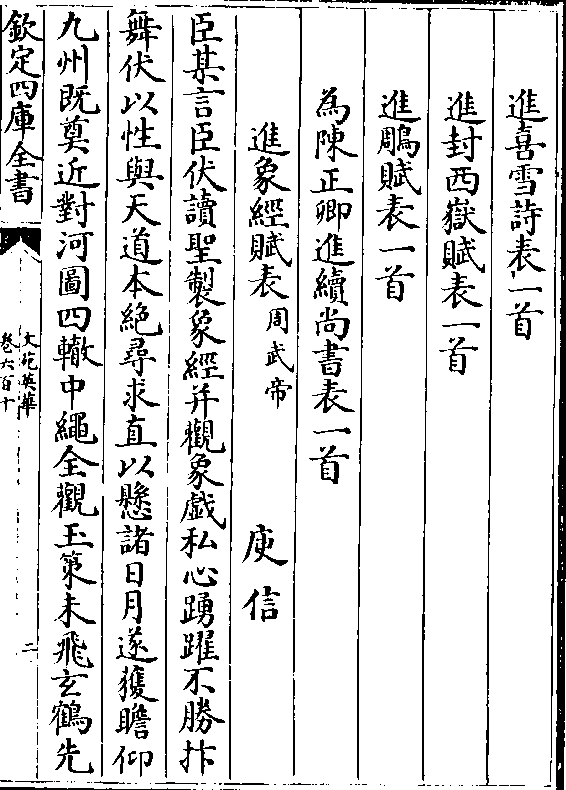 進喜雪詩表一首
進封西嶽賦表一首
進鵰賦表一首
為陳正卿進續尚書表一首
進象經賦表周武帝 庾信
臣某言臣伏讀聖製象經并觀象戲私心踴躍不勝抃
舞伏以性與天道本絶尋求直以懸諸日月遂獲瞻仰
九州既奠近對河圖四轍中繩全觀玉策未飛玄鶴先
欽定四庫全書
文苑英華
卷六百十
二